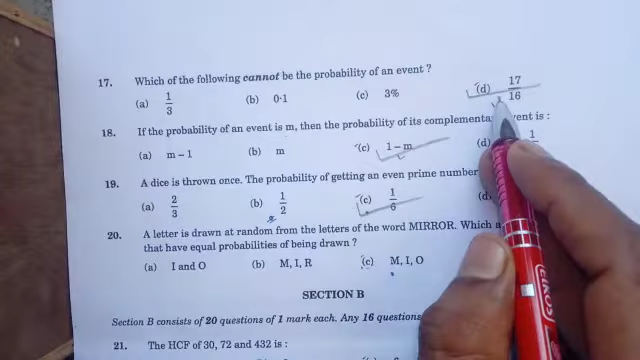 17. Which of the following cannot be the probability of an event ?
(a) 1/3 (b) 0·1 (c) 3% (d) 17/16
18. If the probability of an event is m, then the probability of its complementary event is :
(a) m – 1 (b) m (c) 1 – m (d) 1
19. A dice is thrown once. The probability of getting an even prime number
(a) 2/3 (b) 1/2 (c) 1/6 (d)
20. A letter is drawn at random from the letters of the word MIRROR. Which
that have equal probabilities of being drawn ?
(a) I and O (b) M, I, R (c) M, I, O
SECTION B
Section B consists of 20 questions of 1 mark each. Any 16 questions
21. The HCF of 30, 72 and 432 is :